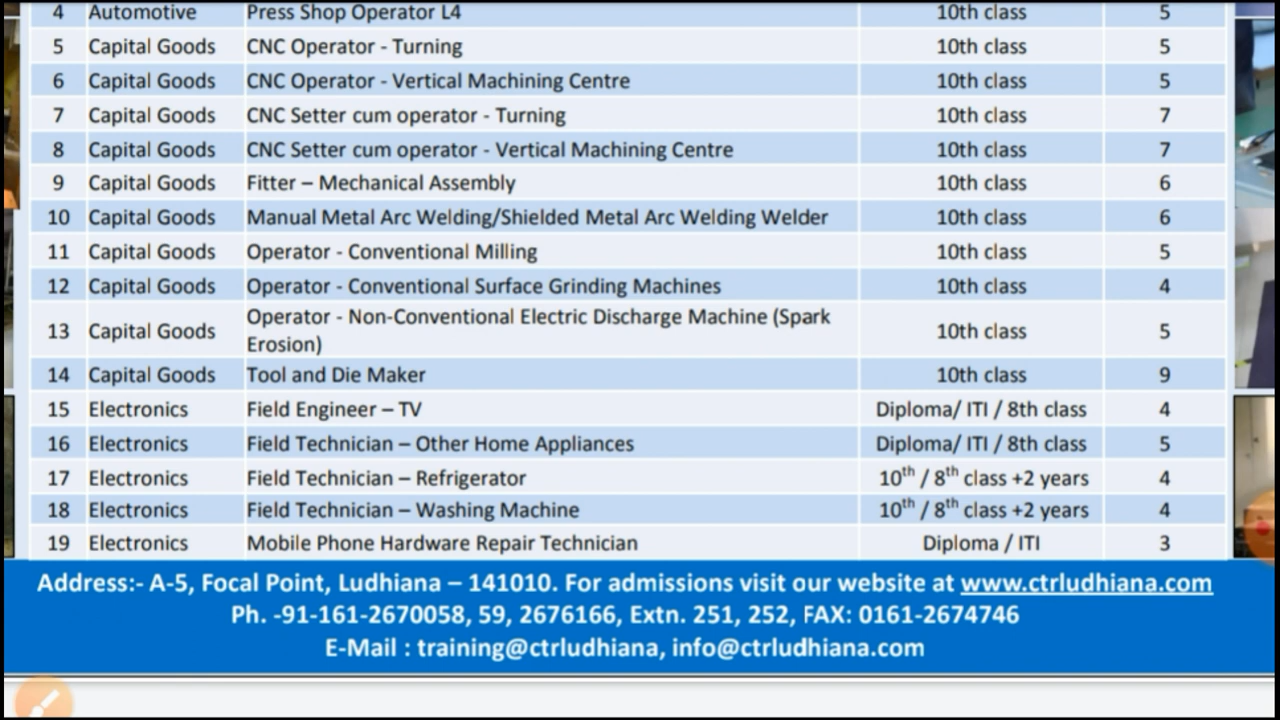 4 Automotive Press Shop Operator L4 10th class 5
5 Capital Goods CNC Operator - Turning 10th class 5
6 Capital Goods CNC Operator - Vertical Machining Centre 10th class 5
7 Capital Goods CNC Setter cum operator - Turning 10th class 7
8 Capital Goods CNC Setter cum operator - Vertical Machining Centre 10th class 7
9 Capital Goods Fitter – Mechanical Assembly 10th class 6
10 Capital Goods Manual Metal Arc Welding/Shielded Metal Arc Welding Welder 10th class 6
11 Capital Goods Operator - Conventional Milling 10th class 5
12 Capital Goods Operator - Conventional Surface Grinding Machines 10th class 4
13 Capital Goods Operator - Non-Conventional Electric Discharge Machine (Spark
Erosion) 10th class 5
14 Capital Goods Tool and Die Maker 10th class 9
15 Electronics Field Engineer – TV Diploma/ ITI / 8th class 4
16 Electronics Field Technician – Other Home Appliances Diploma/ ITI / 8th class 5
17 Electronics Field Technician – Refrigerator 10th / 8th class +2 years 4
18 Electronics Field Technician – Washing Machine 10th / 8th class +2 years 4
19 Electronics Mobile Phone Hardware Repair Technician Diploma / ITI 3
Address:- A-5, Focal Point, Ludhiana – 141010. For admissions visit our website at www.ctrludhiana.com
Ph. -91-161-2670058, 59, 2676166, Extn. 251, 252, FAX: 0161-2674746
E-Mail : training@ctrludhiana, info@ctrludhiana.com